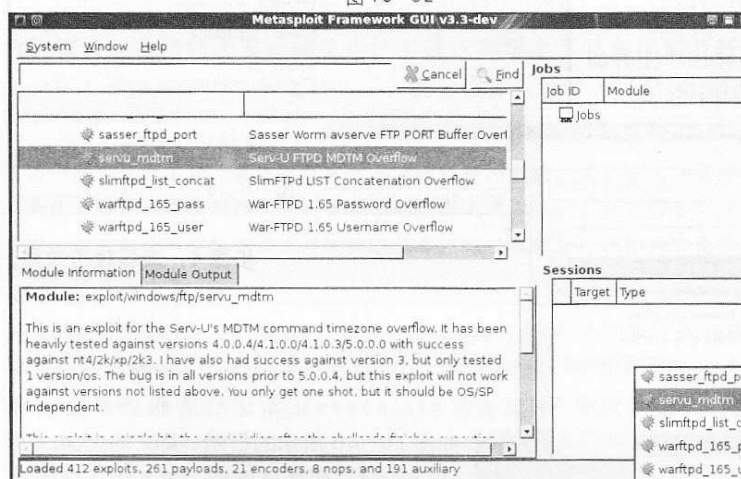 Metasploit Framework GUI v3.3-dev
System Window Help
Cancel Find
sasser_ftpd_port Sasser Worm avserve FTP PORT Buffer Overf
servu_mdtm Serv-U FTPD MDTM Overflow
slimftpd_list_concat SlimFTPd LIST Concatenation Overflow
warftpd_165_pass War-FTPD 1.65 Password Overflow
warftpd_165_user War-FTPD 1.65 Username Overflow
Module Information Module Output
Module: exploit/windows/ftp/servu_mdtm
This is an exploit for the Serv-U's MDTM command timezone overflow. It has been
heavily tested against versions 4.0.0.4/4.1.0.0/4.1.0.3/5.0.0.0 with success
against nt4/2k/xp/2k3. I have also had success against version 3, but only tested
1 version/os. The bug is in all versions prior to 5.0.0.4, but this exploit will not work
against versions not listed above. You only get one shot, but it should be OS/SP
independent.
Loaded 412 exploits, 261 payloads, 21 encoders, 8 nops, and 191 auxiliary
Jobs
Job ID Module
Jobs
Sessions
Target Type
sasser_ftpd_p
servu_mdtm
slimftpd_list_c
warftpd_165_p
warftpd_165_u